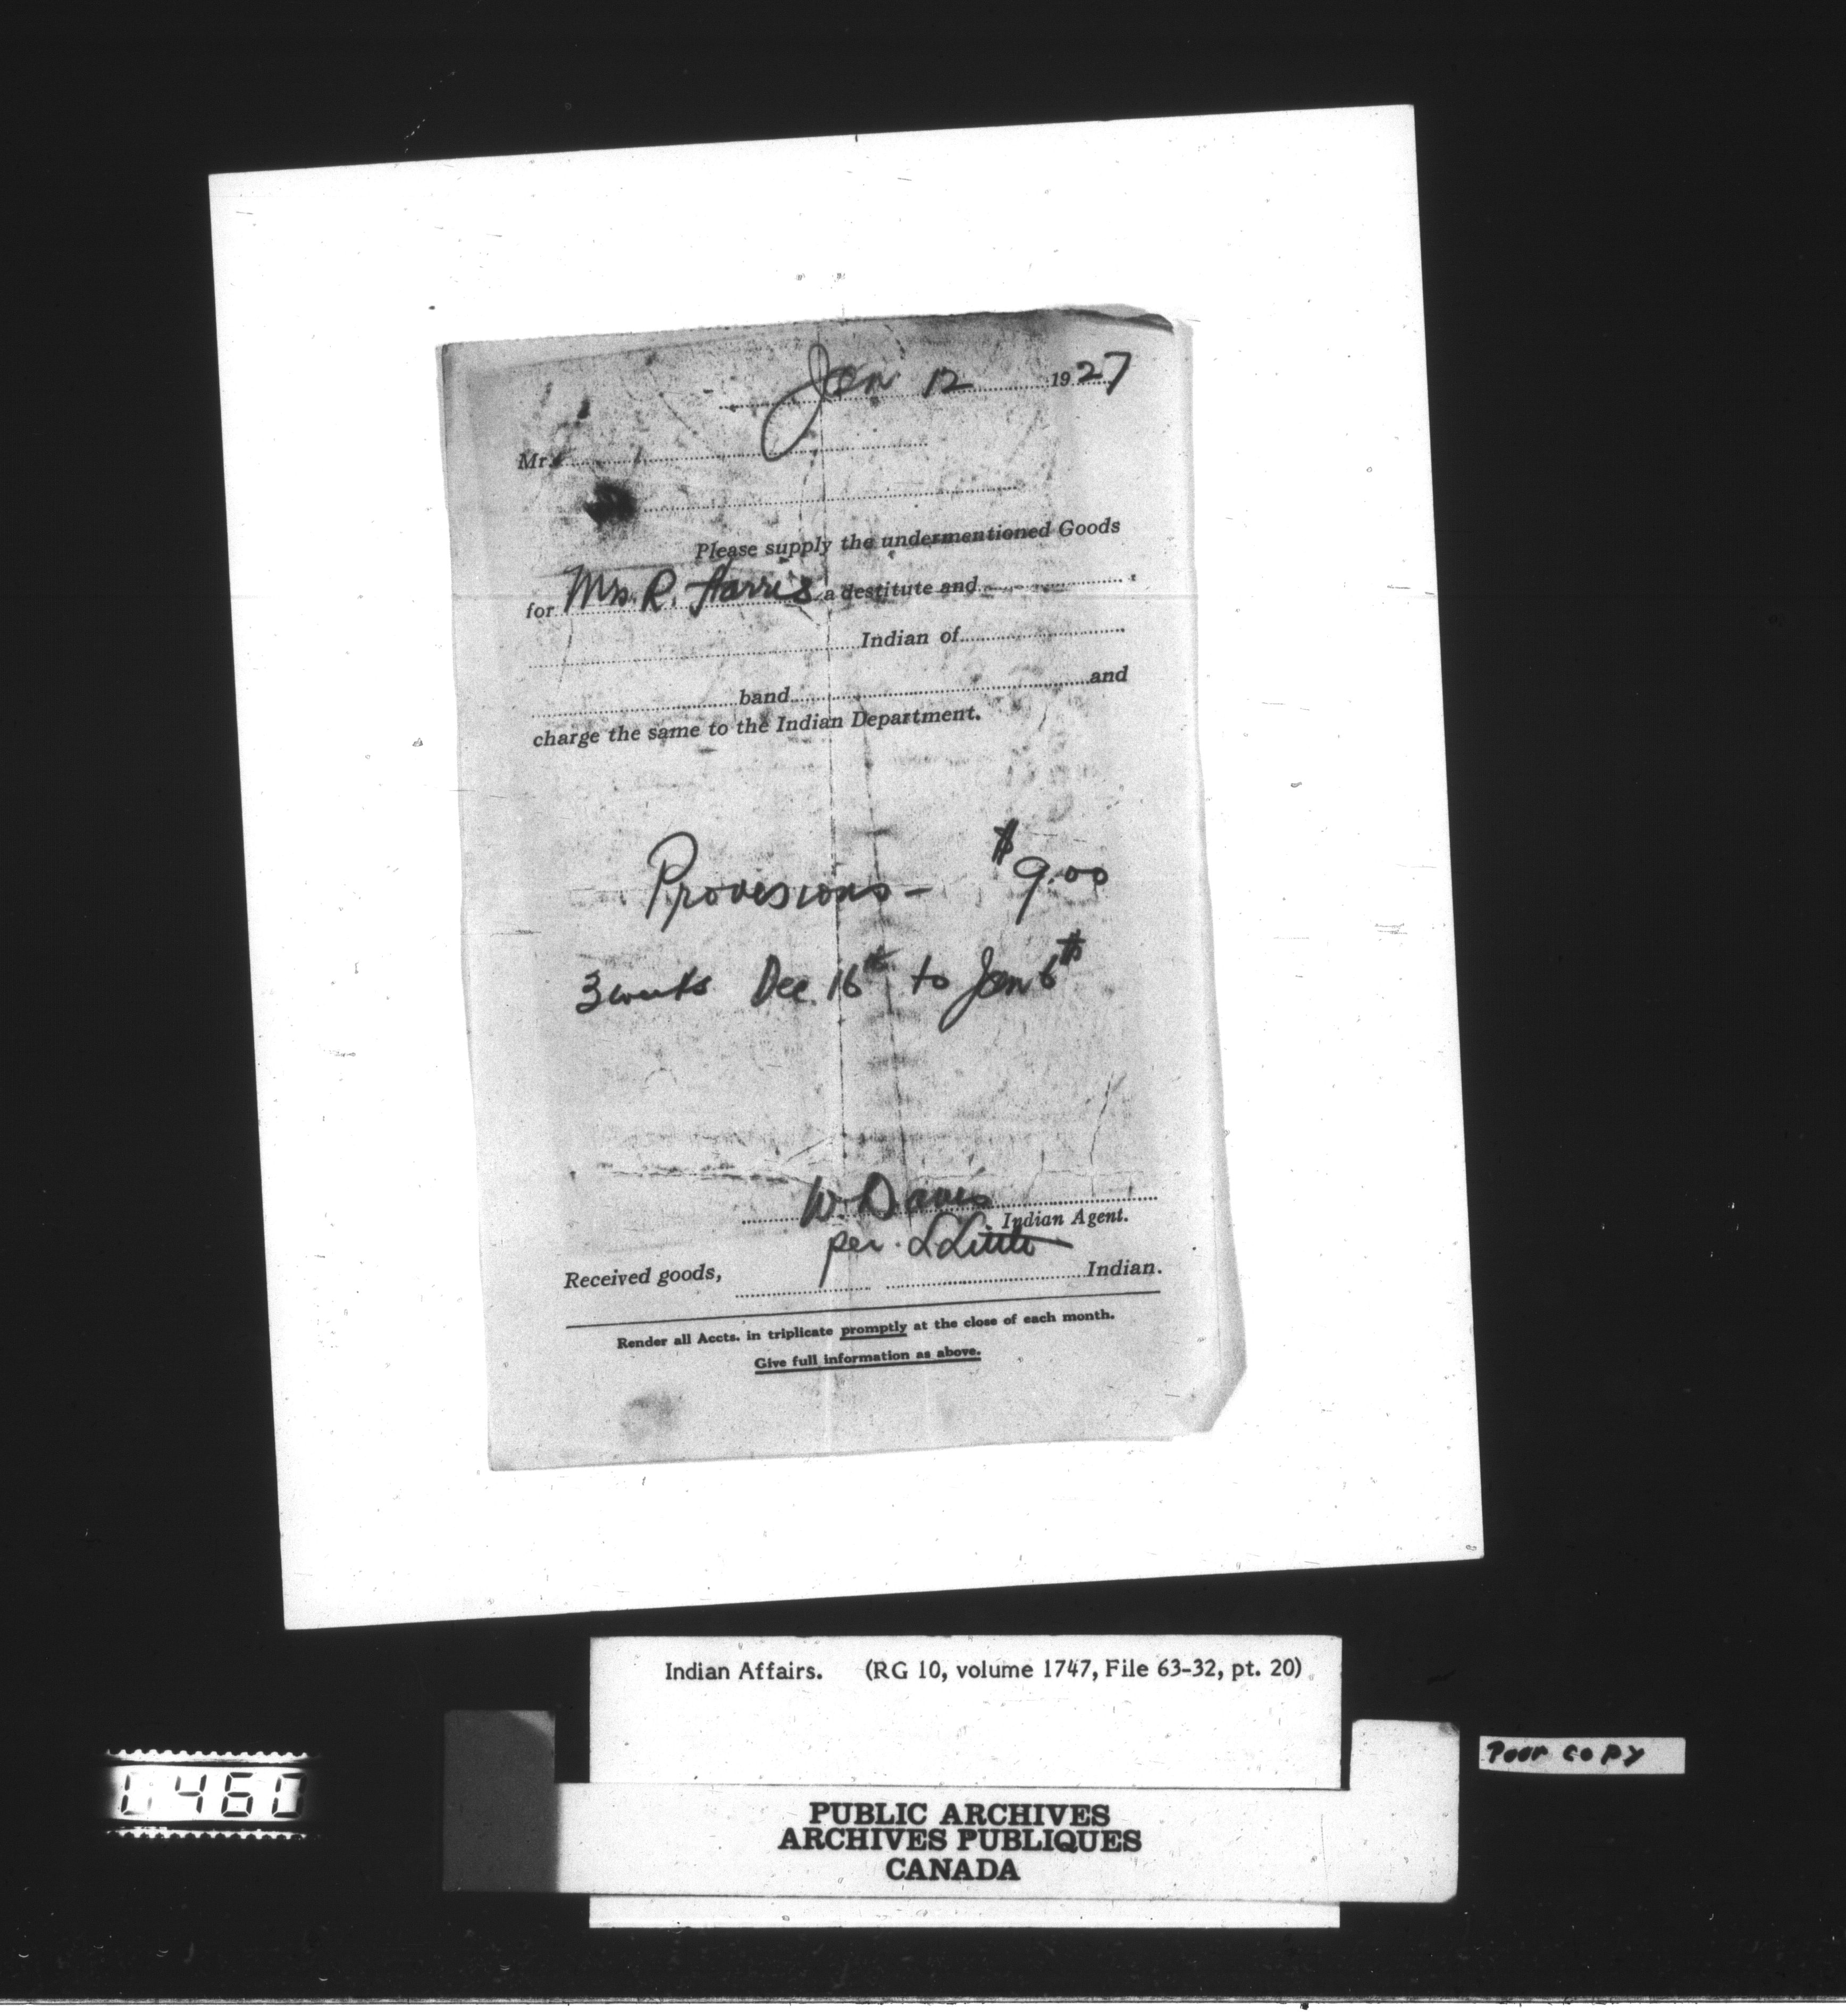 Jan 12 1927
Mr.
Please supply the undermentioned Goods
for Mrs. R. Harris a destitute and
Indian of
band and
charge the same to the Indian Department.
Provisions - $9.00
3 weeks Dec. 16th to Jan 6th
W. Davis
Indian Agent.
per. L Little
Received goods, Indian.
Render all Accts. in triplicate promptly at the close of each month.
Give full information as above.
Indian Affairs. (RG 10, volume 1747, File 63-32, pt. 20)
Poor copy
460
PUBLIC ARCHIVES
ARCHIVES PUBLIQUES
CANADA